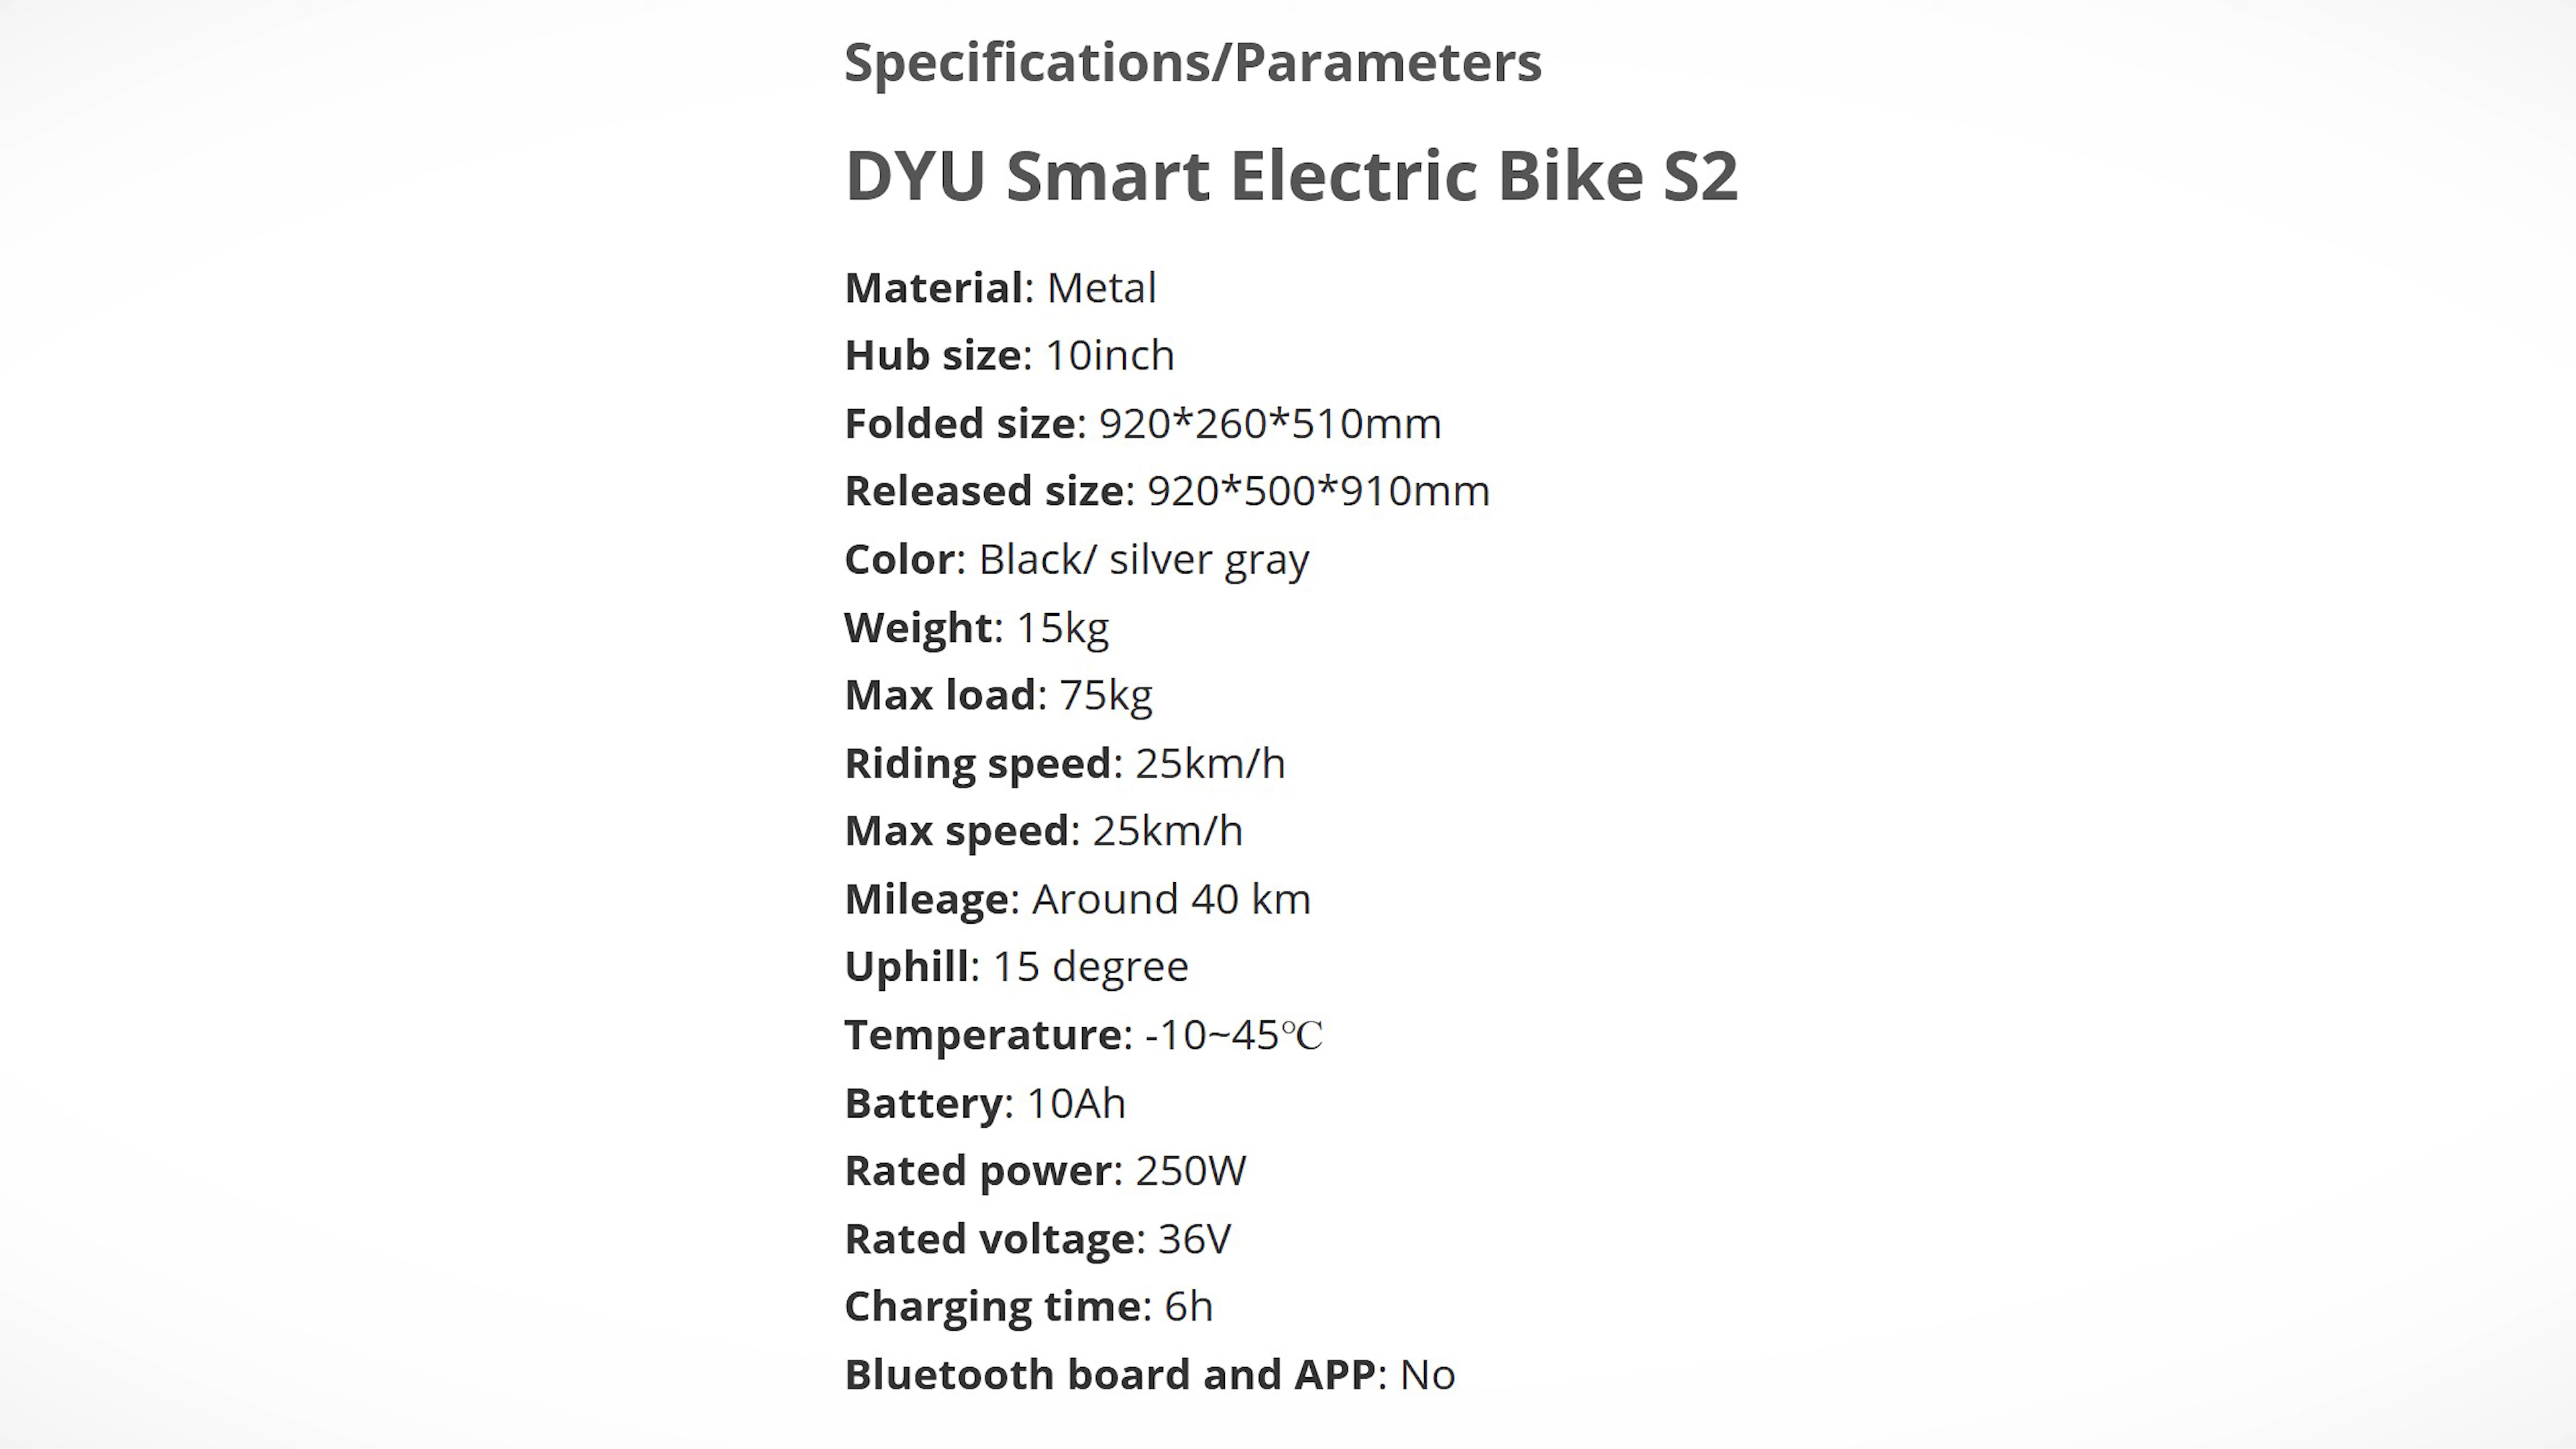 Specifications/Parameters
DYU Smart Electric Bike S2
Material: Metal
Hub size: 10inch
Folded size: 920*260*510mm
Released size: 920*500*910mm
Color: Black/ silver gray
Weight: 15kg
Max load: 75kg
Riding speed: 25km/h
Max speed: 25km/h
Mileage: Around 40 km
Uphill: 15 degree
Temperature: -10~45℃
Battery: 10Ah
Rated power: 250W
Rated voltage: 36V
Charging time: 6h
Bluetooth board and APP: No